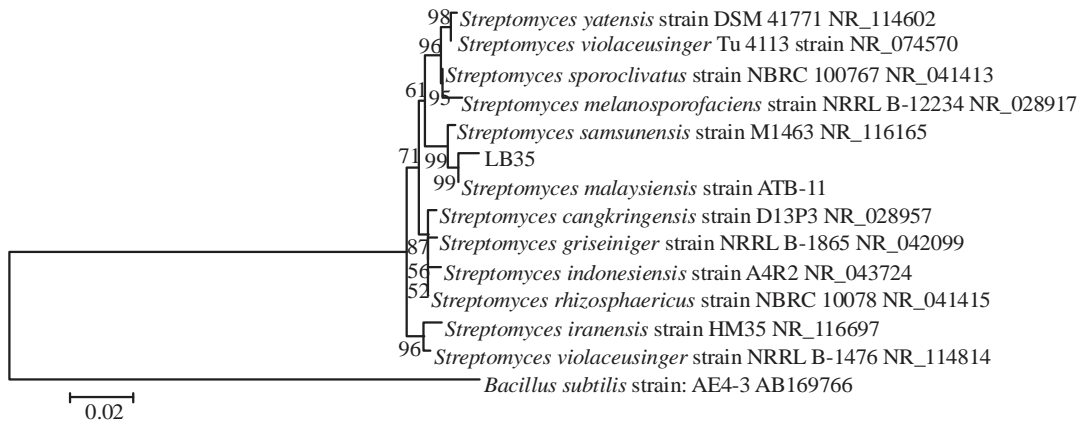 98 Streptomyces yatensis strain DSM 41771 NR_114602
Streptomyces violaceusinger Tu 4113 strain NR_074570
96
Streptomyces sporoclivatus strain NBRC 100767 NR_041413
61
95 Streptomyces melanosporofaciens strain NRRL B-12234 NR_028917
Streptomyces samsunensis strain M1463 NR_116165
71 99 LB35
99 Streptomyces malaysiensis strain ATB-11
Streptomyces cangkringensis strain D13P3 NR_028957
87 Streptomyces griseiniger strain NRRL B-1865 NR_042099
56 Streptomyces indonesiensis strain A4R2 NR_043724
52 Streptomyces rhizosphaericus strain NBRC 10078 NR_041415
Streptomyces iranensis strain HM35 NR_116697
96 Streptomyces violaceusinger strain NRRL B-1476 NR_114814
Bacillus subtilis strain: AE4-3 AB169766
0.02